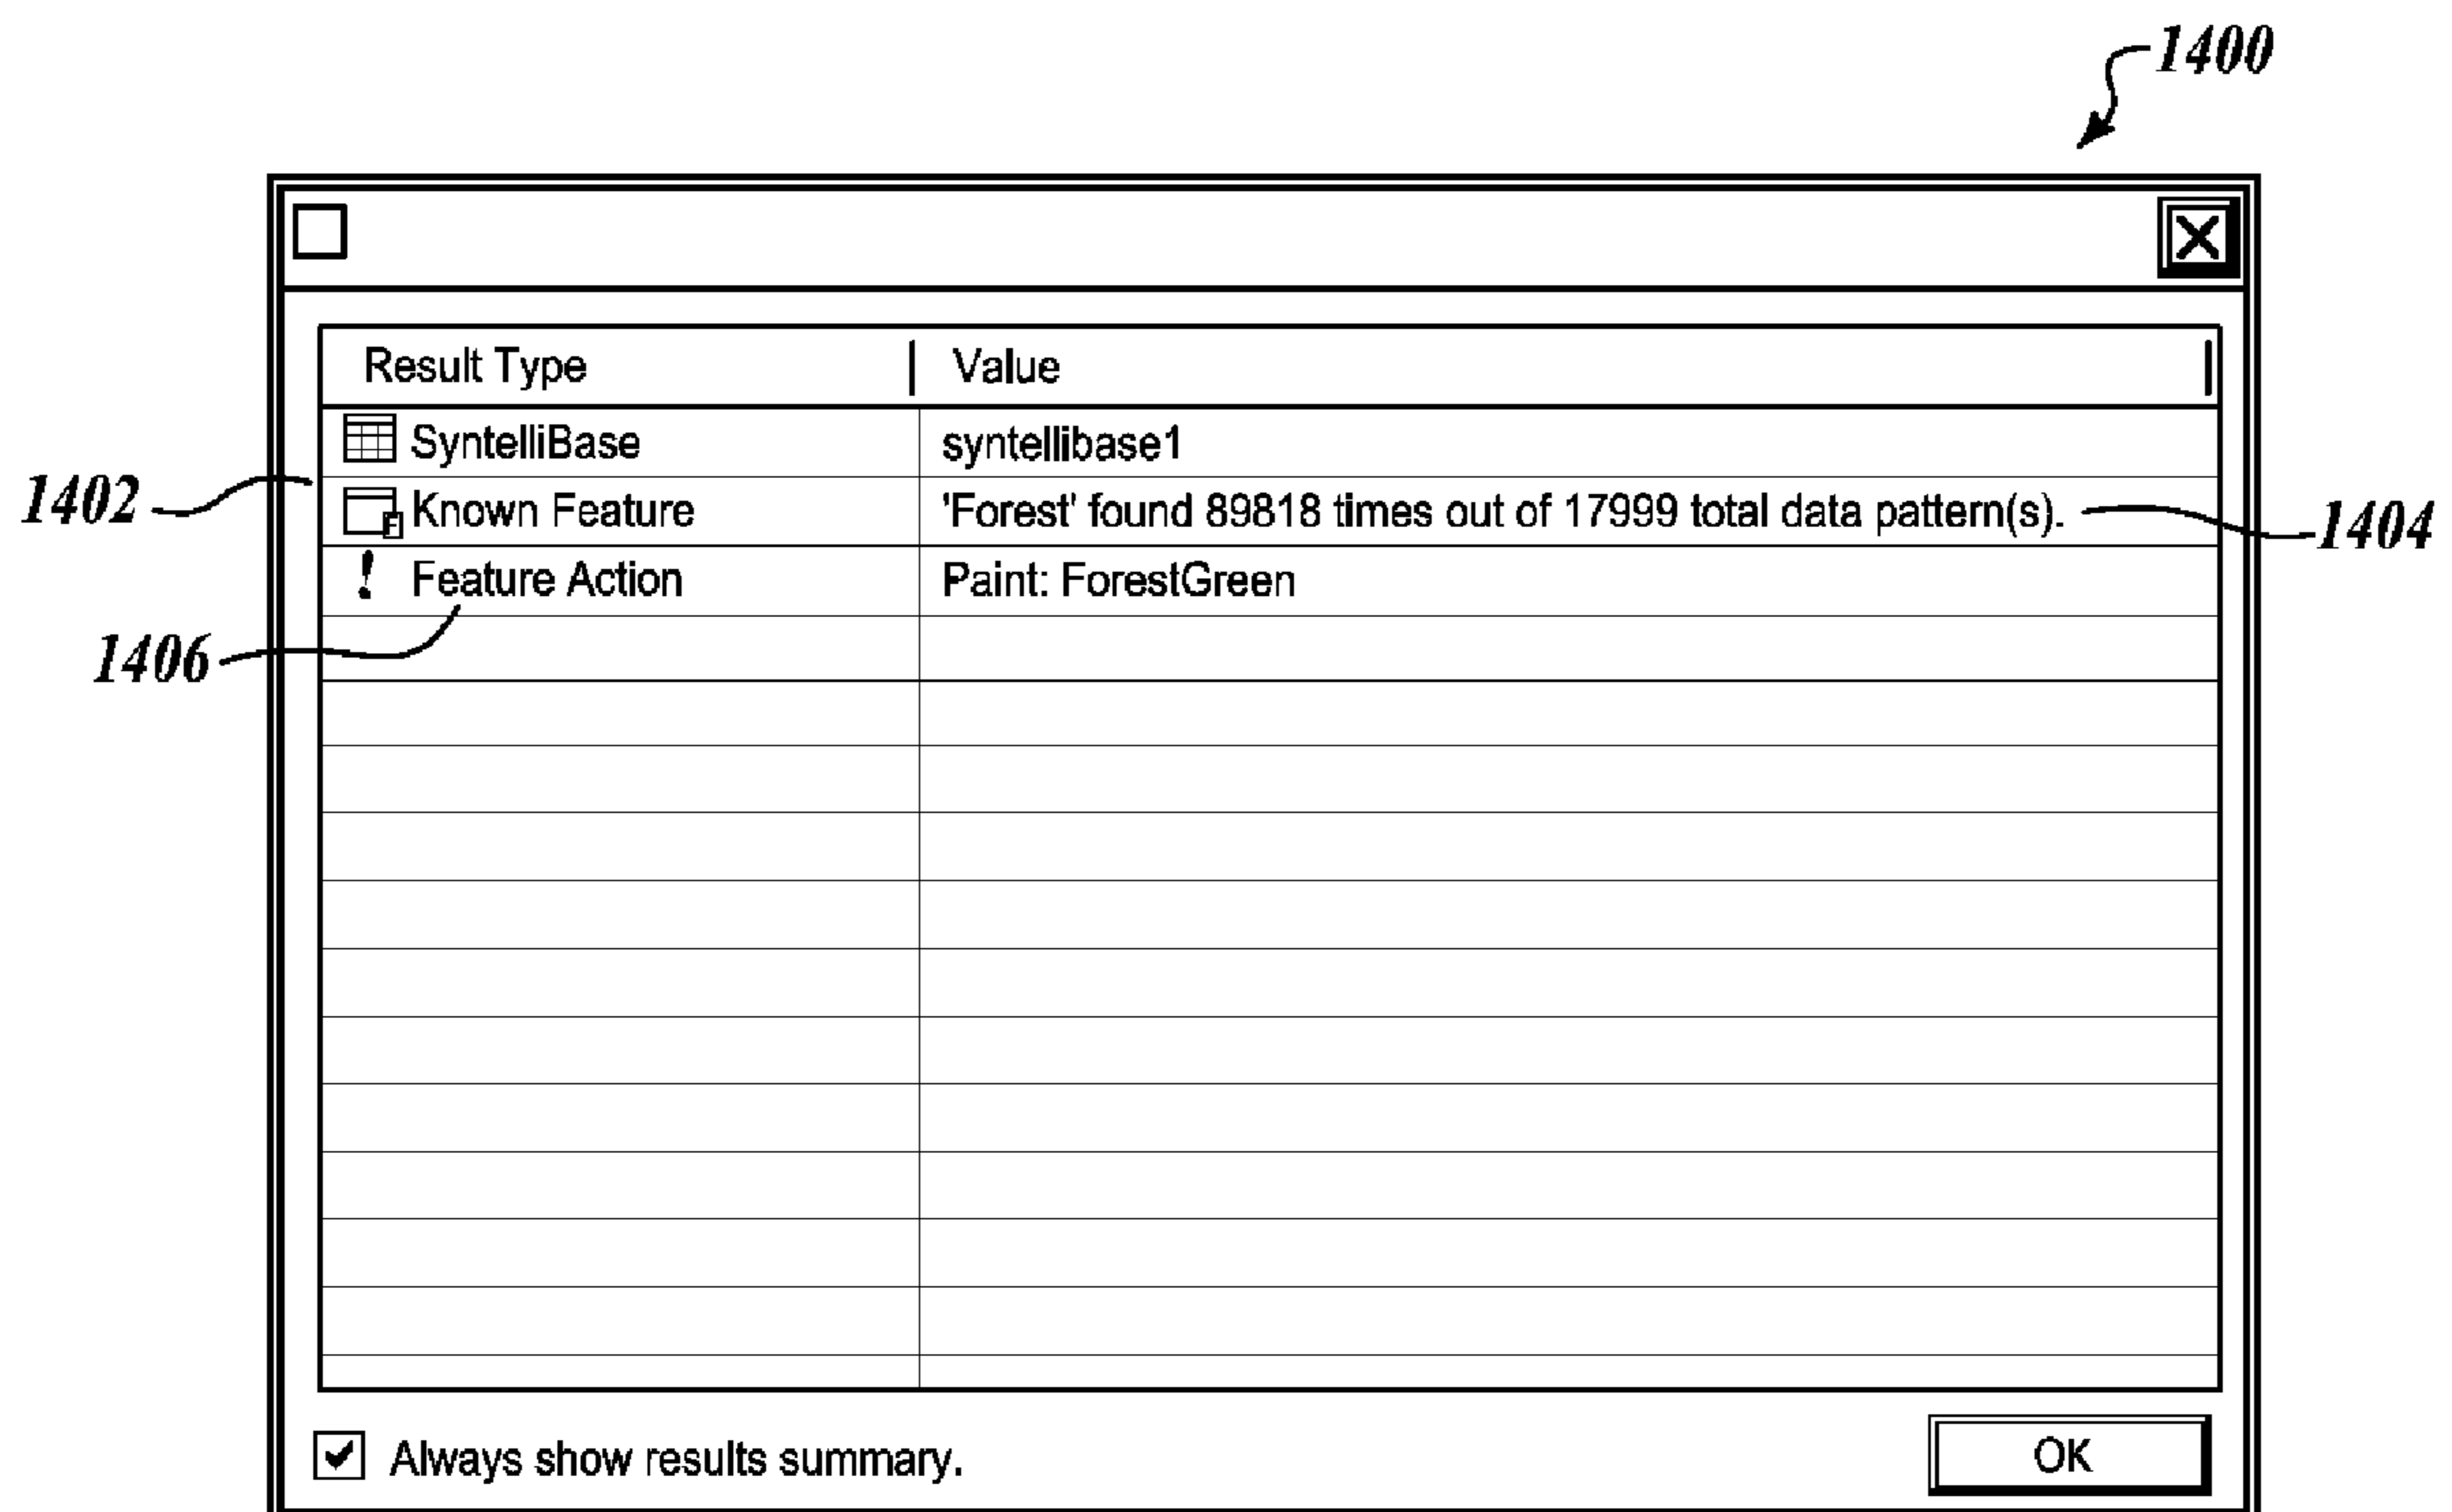 1400
Result Type Value
SyntelliBase syntellibase1
1402 Known Feature 'Forest' found 89818 times out of 17999 total data pattern(s). 1404
! Feature Action Paint: ForestGreen
1406
Always show results summary. OK